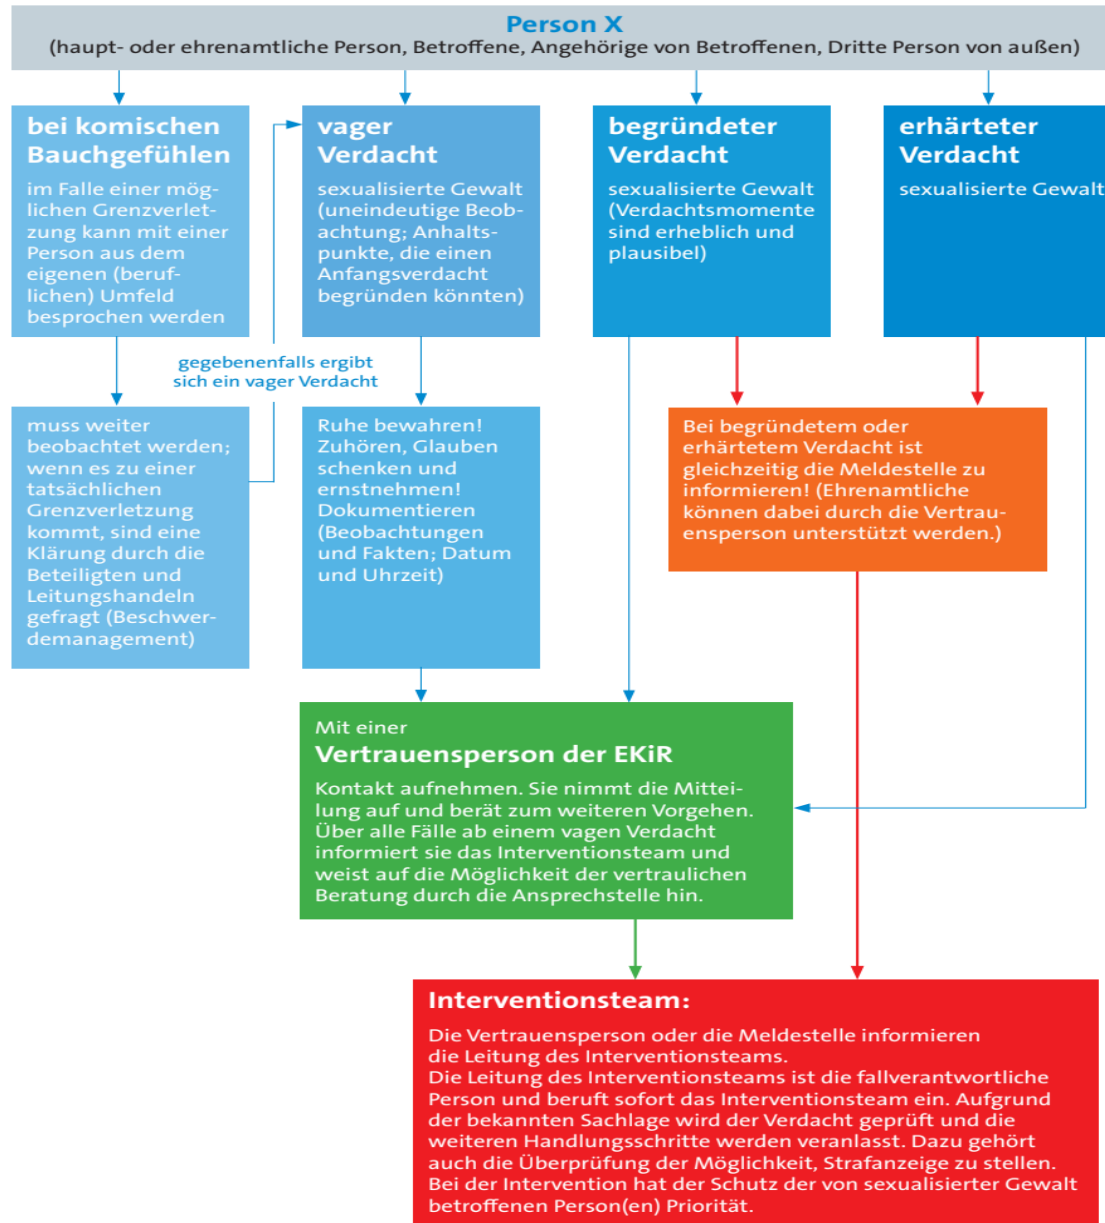 Person X
(haupt- oder ehrenamtliche Person, Betroffene, Angehörige von Betroffenen, Dritte Person von außen)
bei komischen
Bauchgefühlen
im Falle einer mög-
lichen Grenzverlet-
zung kann mit einer
Person aus dem
eigenen (beruf-
lichen) Umfeld
besprochen werden
vager
Verdacht
sexualisierte Gewalt
(uneindeutige Beob-
achtung; Anhalts-
punkte, die einen
Anfangsverdacht
begründen könnten)
begründeter
Verdacht
sexualisierte Gewalt
(Verdachtsmomente
sind erheblich und
plausibel)
erhärteter
Verdacht
sexualisierte Gewalt
gegebenenfalls ergibt
sich ein vager Verdacht
muss weiter
beobachtet werden;
wenn es zu einer
tatsächlichen
Grenzverletzung
kommt, sind eine
Klärung durch die
Beteiligten und
Leitungshandeln
gefragt (Beschwer-
demanagement)
Ruhe bewahren!
Zuhören, Glauben
schenken und
ernstnehmen!
Dokumentieren
(Beobachtungen
und Fakten; Datum
und Uhrzeit)
Bei begründetem oder
erhärtetem Verdacht ist
gleichzeitig die Meldestelle zu
informieren! (Ehrenamtliche
können dabei durch die Vertrau-
ensperson unterstützt werden.)
Mit einer
Vertrauensperson der EKiR
Kontakt aufnehmen. Sie nimmt die Mittei-
lung auf und berät zum weiteren Vorgehen.
Über alle Fälle ab einem vagen Verdacht
informiert sie das Interventionsteam und
weist auf die Möglichkeit der vertraulichen
Beratung durch die Ansprechstelle hin.
Interventionsteam:
Die Vertrauensperson oder die Meldestelle informieren
die Leitung des Interventionsteams.
Die Leitung des Interventionsteams ist die fallverantwortliche
Person und beruft sofort das Interventionsteam ein. Aufgrund
der bekannten Sachlage wird der Verdacht geprüft und die
weiteren Handlungsschritte werden veranlasst. Dazu gehört
auch die Überprüfung der Möglichkeit, Strafanzeige zu stellen.
Bei der Intervention hat der Schutz der von sexualisierter Gewalt
betroffenen Person(en) Priorität.